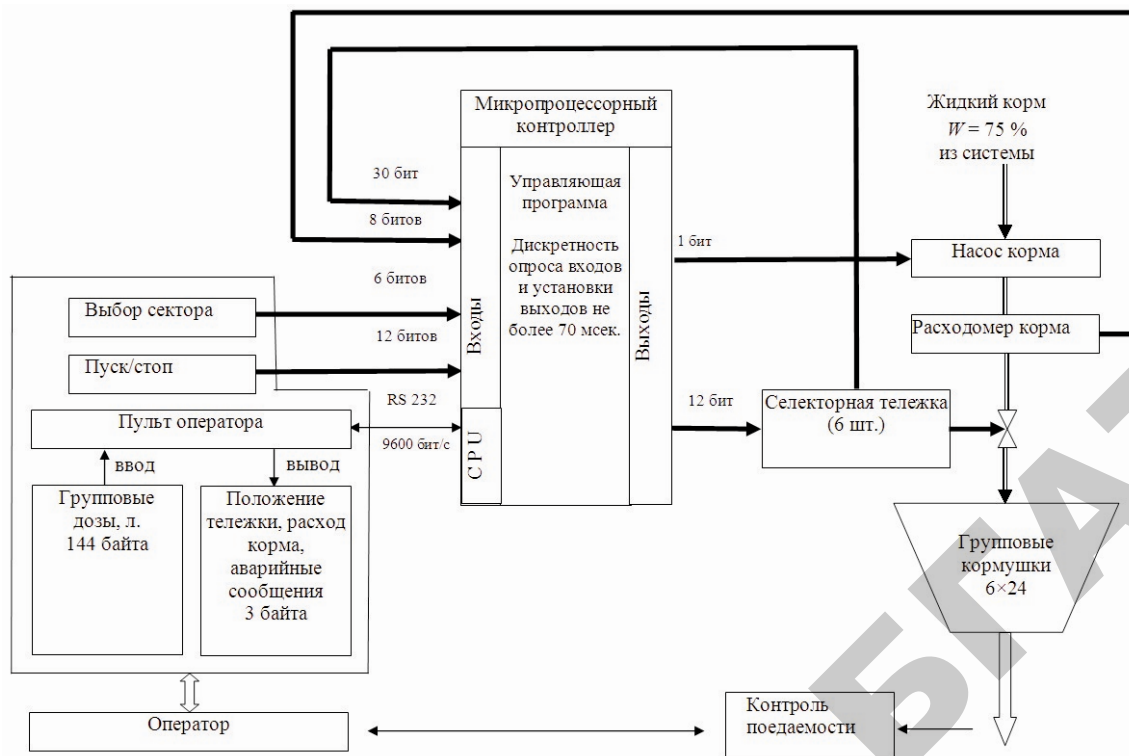 Микропроцессорный
контроллер
Жидкий корм
W = 75 %
из системы
30 бит
8 битов
6 битов
12 битов
Входы
Управляющая
программа
Дискретность
опроса входов
и установки
выходов не
более 70 мсек.
Выходы
1 бит
Насос корма
Расходомер корма
Выбор сектора
Пуск/стоп
RS 232
9600 бит/с
CPU
12 бит
Селекторная тележка
(6 шт.)
Пульт оператора
ввод
вывод
Групповые
дозы, л.
144 байта
Положение
тележки, расход
корма,
аварийные
сообщения
3 байта
Групповые
кормушки
6×24
Оператор
Контроль
поедаемости
БГАТ